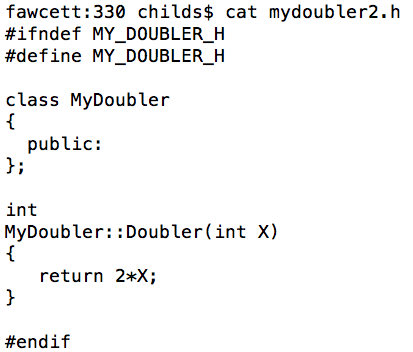 fawcett:330 childs$ cat mydoubler2.h
#ifndef MY_DOUBLER_H
#define MY_DOUBLER_H

class MyDoubler
{
  public:
};

int
MyDoubler::Doubler(int X)
{
   return 2*X;
}

#endif